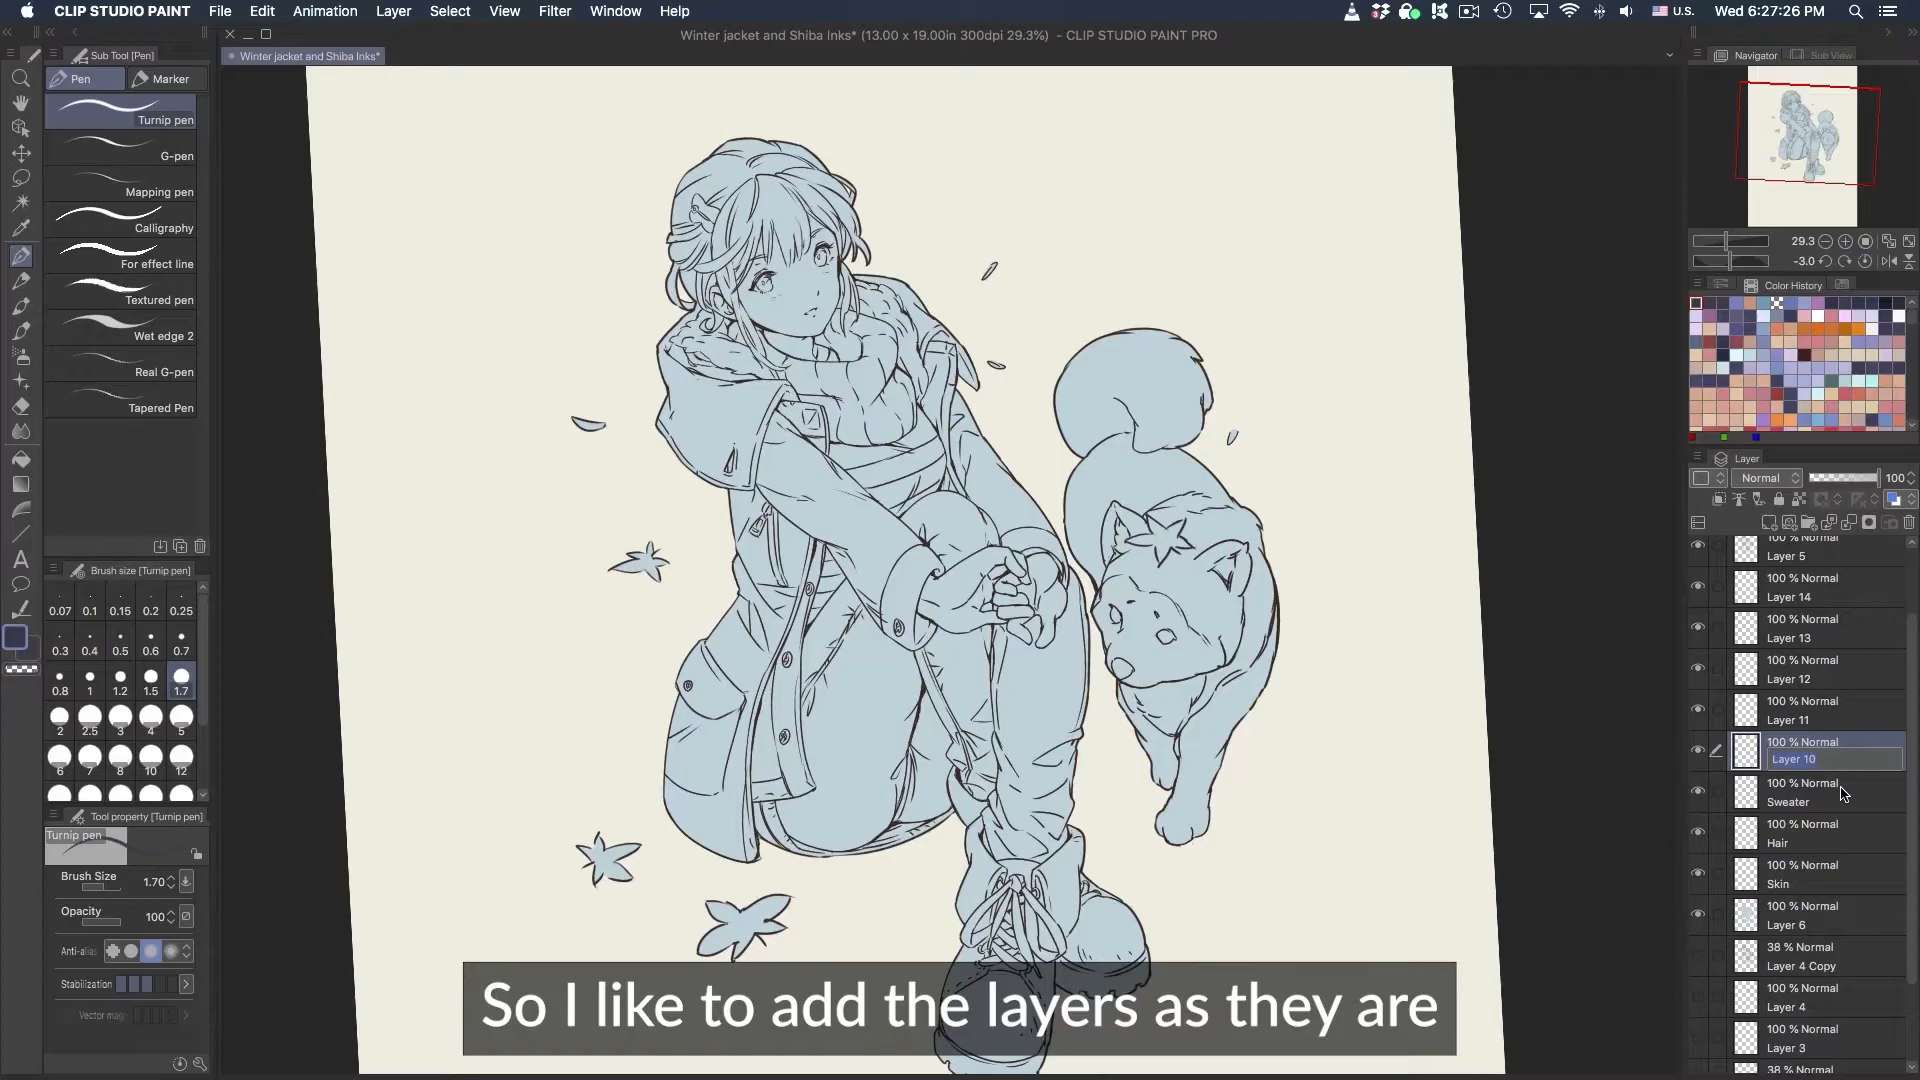 CLIP STUDIO PAINT File Edit Animation Layer Select View Filter Window Help U.S. Wed 6:27:26 PM
Winter jacket and Shiba Inks* (13.00 x 19.00in 300dpi 29.3%) - CLIP STUDIO PAINT PRO
Winter jacket and Shiba Inks*
Sub Tool [Pen]
Pen Marker
Turnip pen
G-pen
Mapping pen
Calligraphy
For effect line
Textured pen
Wet edge 2
Real G-pen
Tapered Pen
Brush size [Turnip pen]
0.07 0.1 0.15 0.2 0.25
0.3 0.4 0.5 0.6 0.7
0.8 1 1.2 1.5 1.7
2 2.5 3 4 5
6 7 8 10 12
Tool property [Turnip pen]
Turnip pen
Brush Size 1.70
Opacity 100
Anti-alias
Stabilization
Vector mag
So I like to add the layers as they are
Navigator Sub View
29.3
-3.0
Color History
Layer
Normal 100
100 % Normal
Layer 5
100 % Normal
Layer 14
100 % Normal
Layer 13
100 % Normal
Layer 12
100 % Normal
Layer 11
100 % Normal
Layer 10
100 % Normal
Sweater
100 % Normal
Hair
100 % Normal
Skin
100 % Normal
Layer 6
38 % Normal
Layer 4 Copy
100 % Normal
Layer 4
100 % Normal
Layer 3
38 % Normal